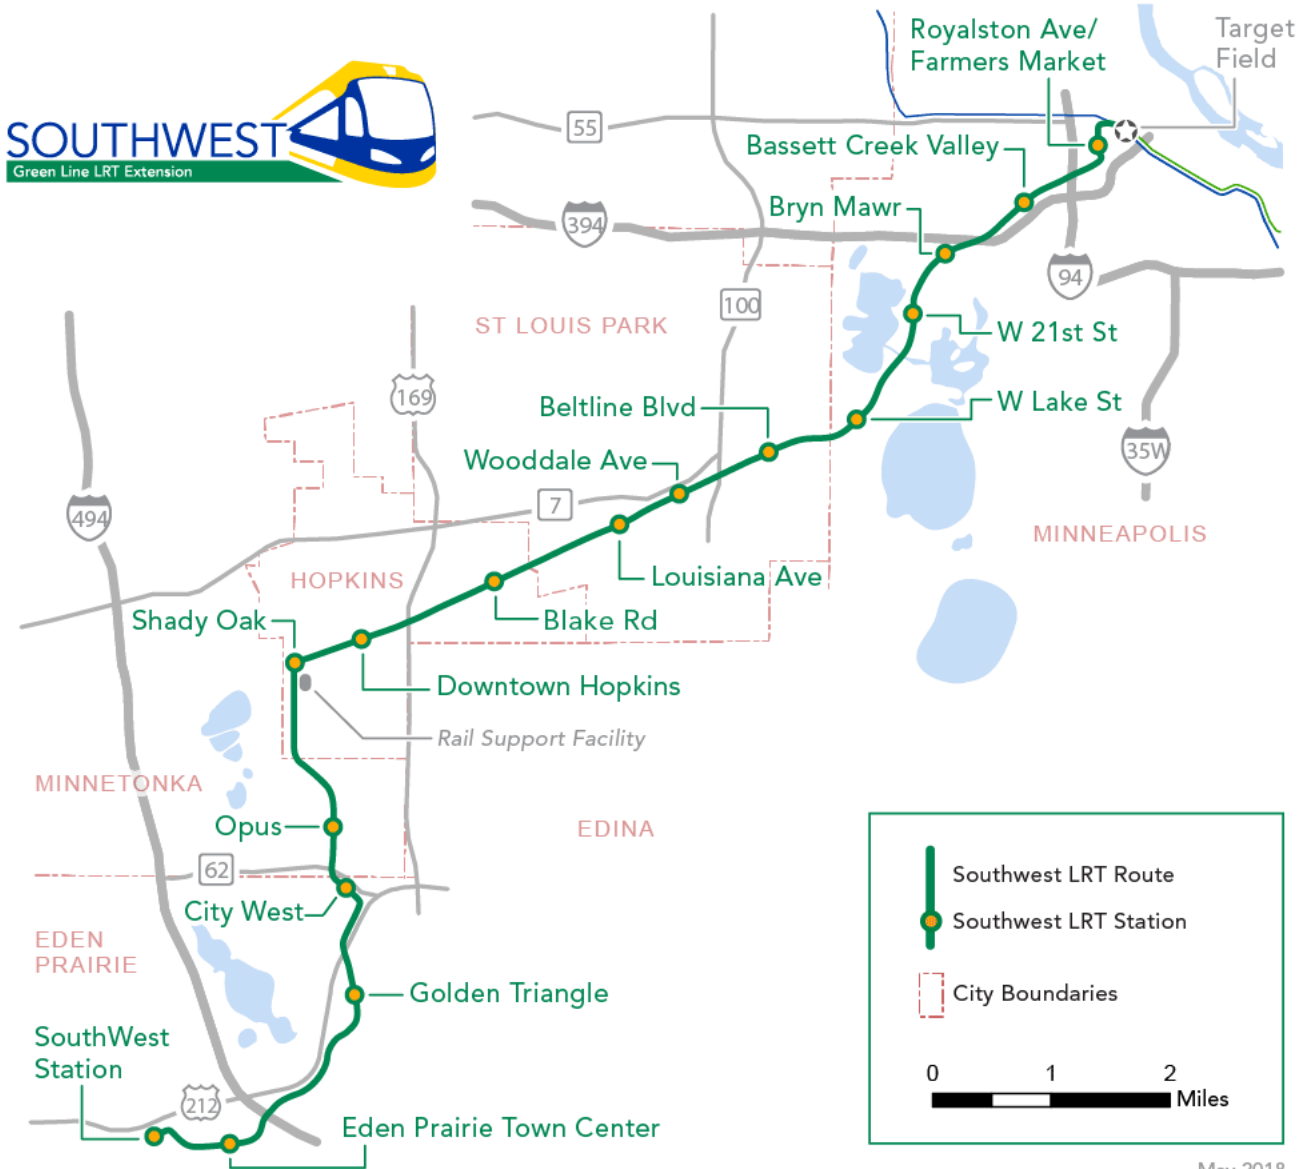 SOUTHWEST
Green Line LRT Extension
Royalston Ave/
Farmers Market
Target
Field
55
Bassett Creek Valley
Bryn Mawr
394
94
100
ST LOUIS PARK
W 21st St
169
Beltline Blvd
W Lake St
35W
Wooddale Ave
7
494
MINNEAPOLIS
HOPKINS
Louisiana Ave
Shady Oak
Blake Rd
Downtown Hopkins
Rail Support Facility
MINNETONKA
Opus
EDINA
62
City West
EDEN
PRAIRIE
Golden Triangle
SouthWest
Station
212
Eden Prairie Town Center
Southwest LRT Route
Southwest LRT Station
City Boundaries
0 1 2
Miles
May 2018